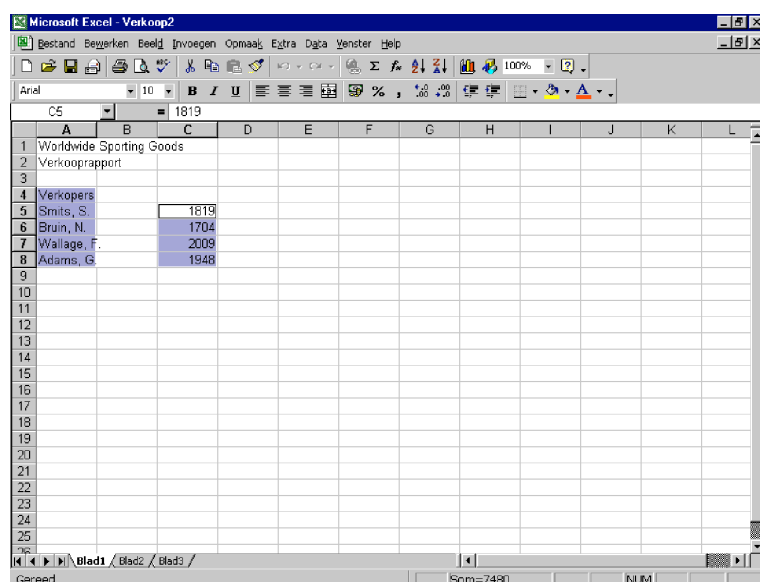 Microsoft Excel - Verkoop2
Bestand Bewerken Beeld Invoegen Opmaak Extra Data Venster Help
100%
Arial 10 B I U % ,
C5 = 1819
A B C D E F G H I J K L
1 Worldwide Sporting Goods
2 Verkooprapport
3
4 Verkopers
5 Smits, S. 1819
6 Bruin, N. 1704
7 Wallage, F. 2009
8 Adams, G. 1948
9
10
11
12
13
14
15
16
17
18
19
20
21
22
23
24
25
26
Blad1 Blad2 Blad3
Gereed Som=7480 NUM